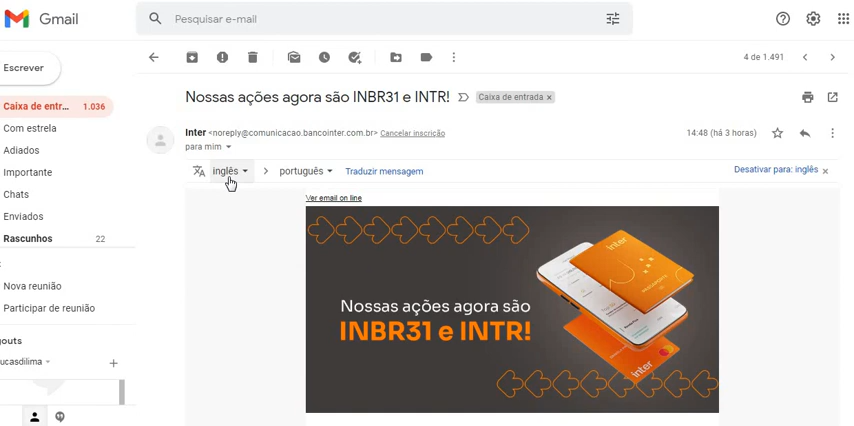 Gmail
Pesquisar e-mail
Escrever
4 de 1.491
Nossas ações agora são INBR31 e INTR!
Caixa de entrada ×
Caixa de entr... 1.036
Com estrela
Adiados
Importante
Chats
Enviados
Rascunhos 22
Nova reunião
Participar de reunião
Inter <noreply@comunicacao.bancointer.com.br> Cancelar inscrição
14:48 (há 3 horas)
para mim
inglês > português Traduzir mensagem
Desativar para: inglês ×
Ver email on line
Nossas ações agora são
INBR31 e INTR!
inter
inter
gouts
ucasdilima